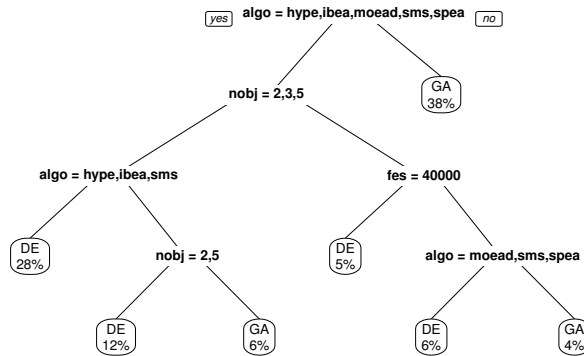 yes algo = hype,ibea,moead,sms,spea no
nobj = 2,3,5
GA
38%
algo = hype,ibea,sms
fes = 40000
DE
28%
nobj = 2,5
DE
5%
algo = moead,sms,spea
DE
12%
GA
6%
DE
6%
GA
4%